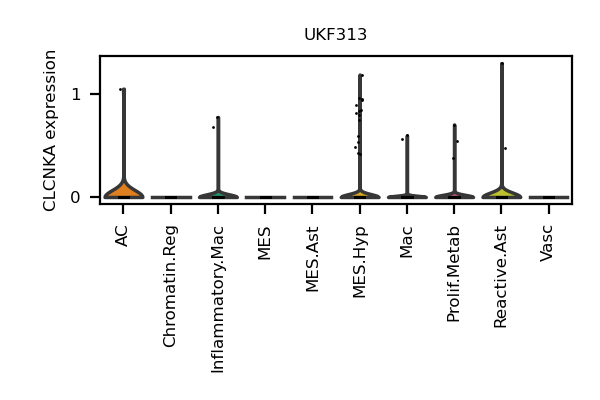 UKF313
CLCNKA expression
1
0
AC
Chromatin.Reg
Inflammatory.Mac
MES
MES.Ast
MES.Hyp
Mac
Prolif.Metab
Reactive.Ast
Vasc